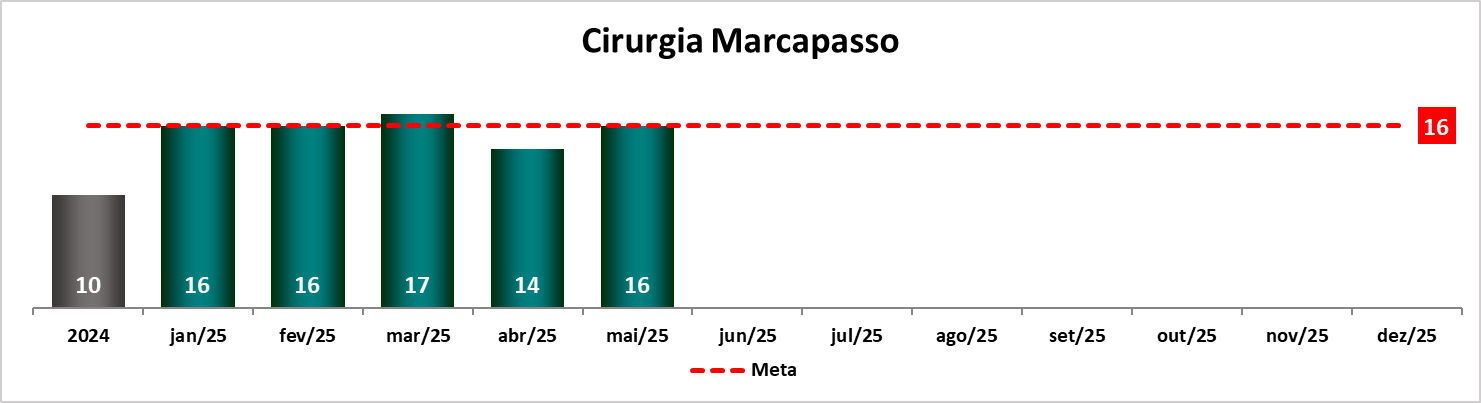 Cirurgia Marcapasso
16
10 16 16 17 14 16
2024 jan/25 fev/25 mar/25 abr/25 mai/25 jun/25 jul/25 ago/25 set/25 out/25 nov/25 dez/25
Meta